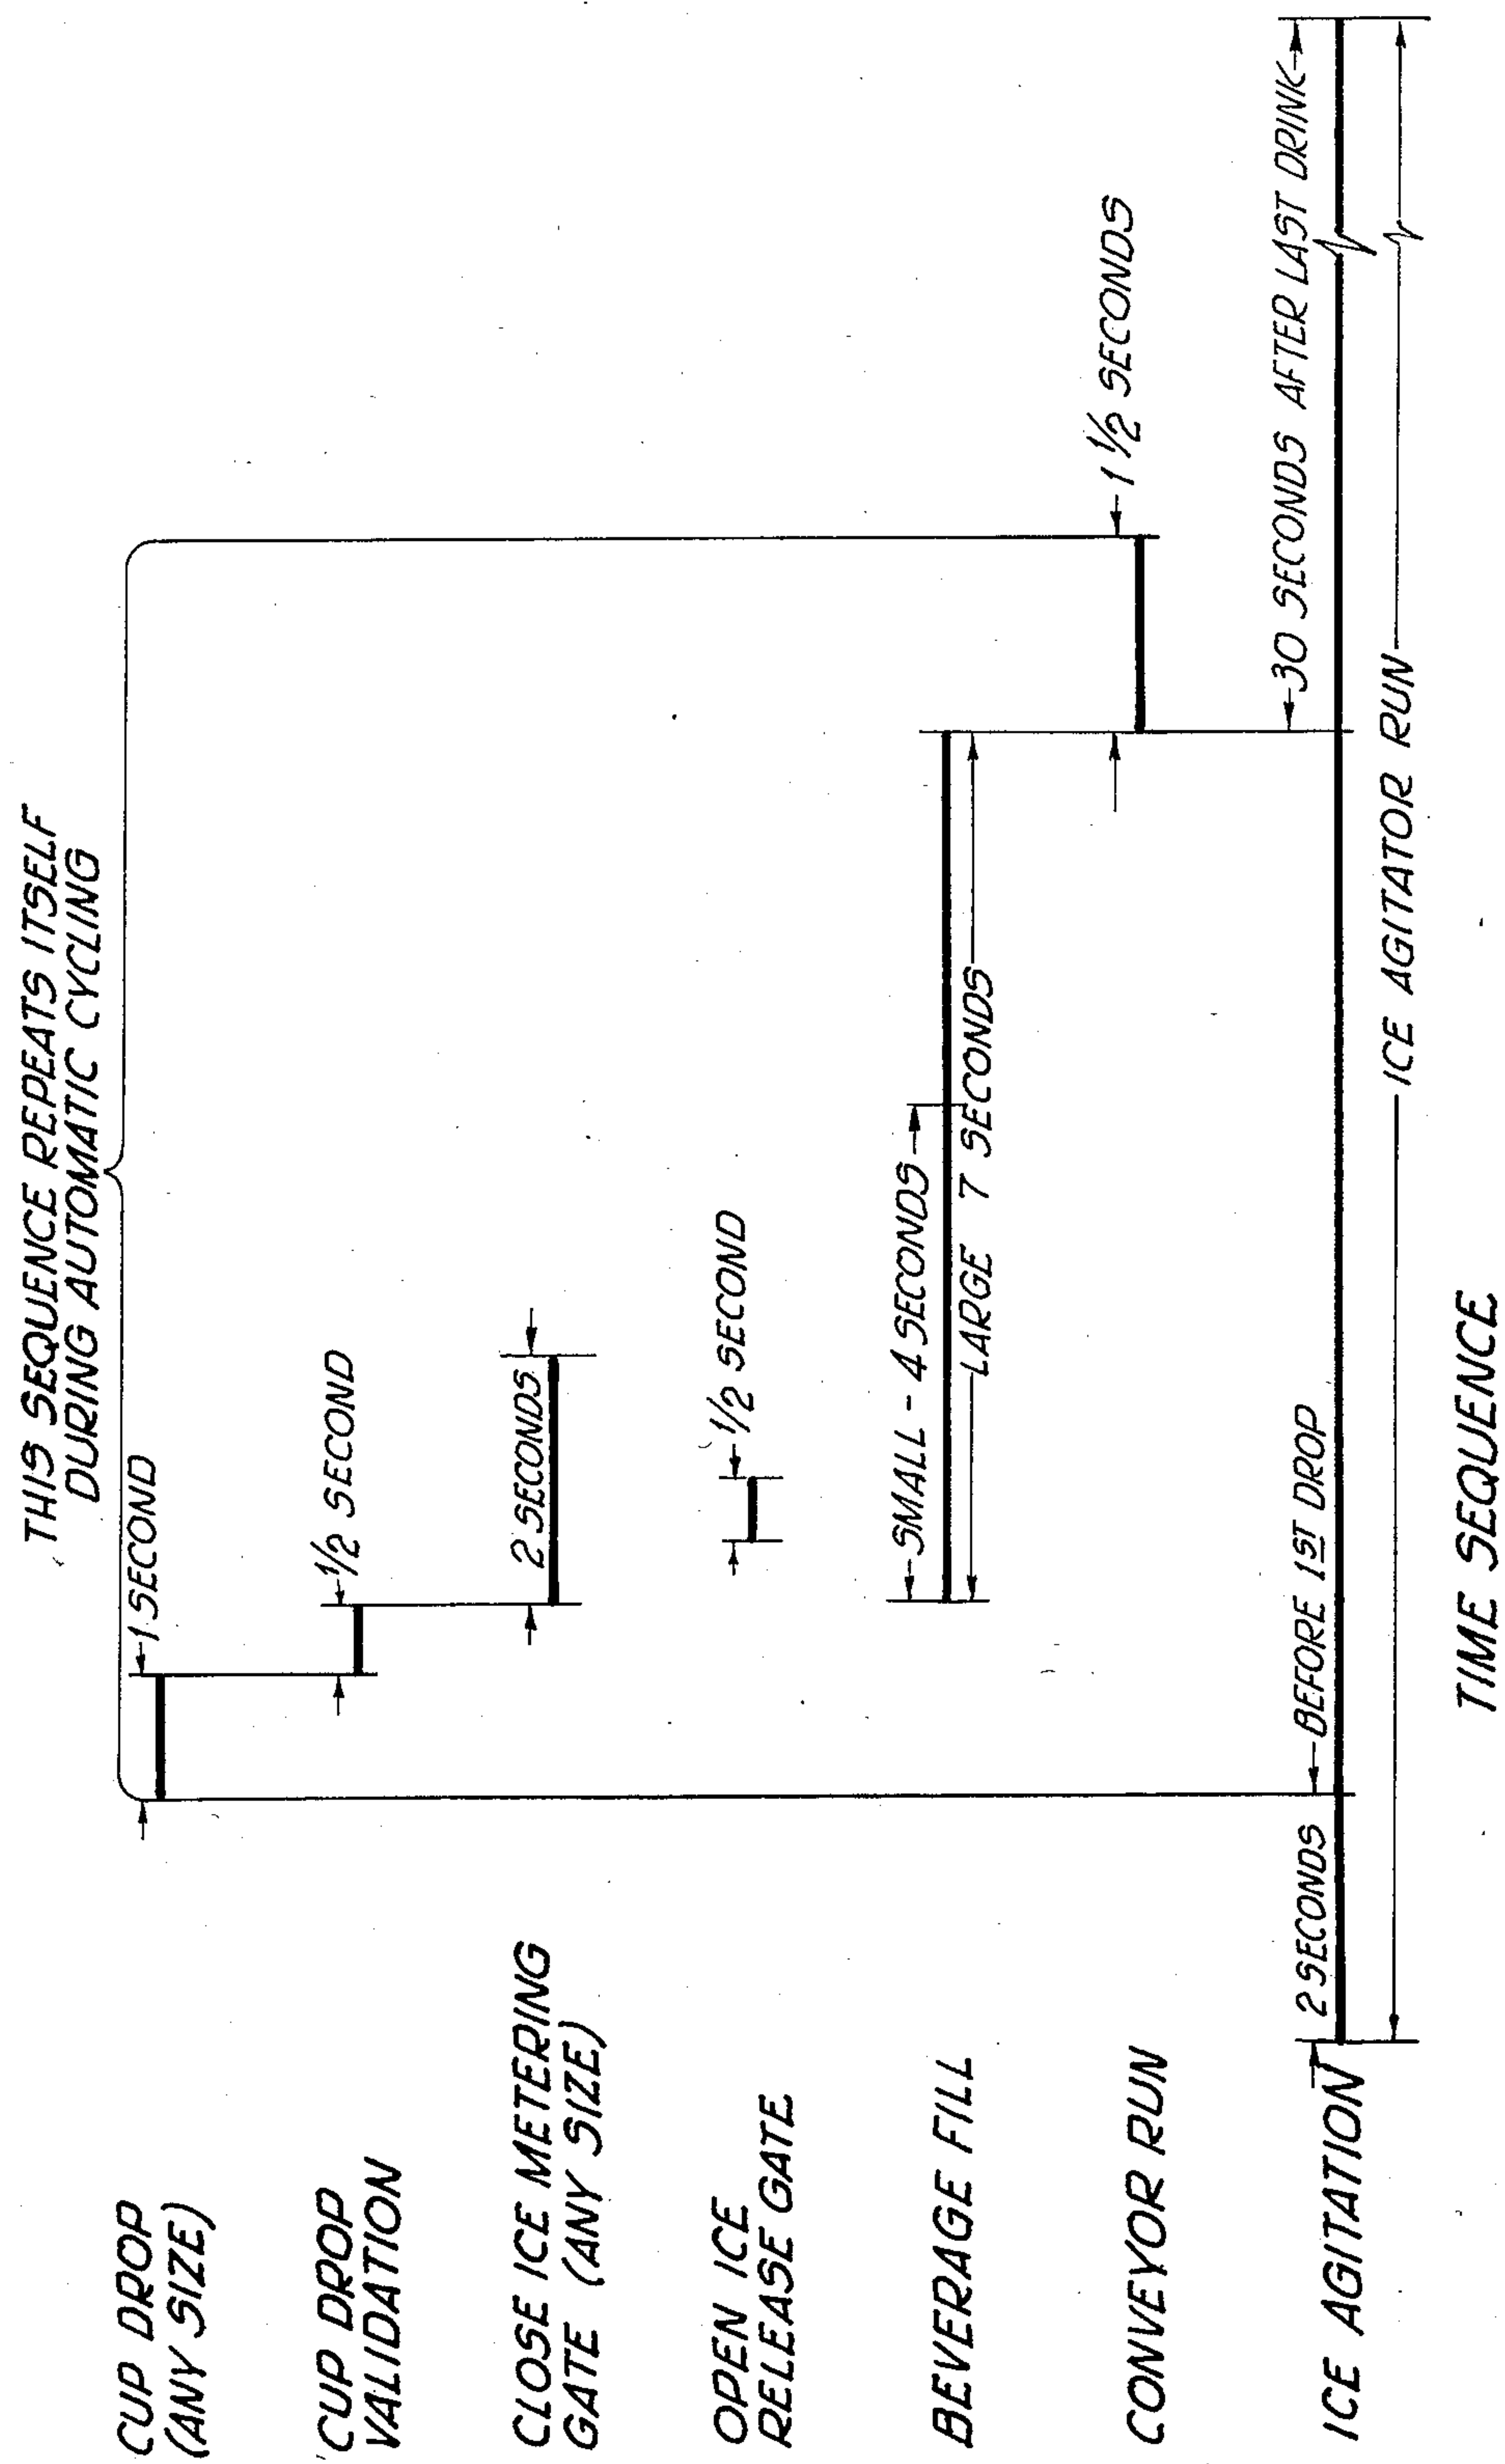 THIS SEQUENCE REPEATS ITSELF
DURING AUTOMATIC CYCLING
CUP DROP
(ANY SIZE)
1 SECOND
CUP DROP
VALIDATION
1/2 SECOND
CLOSE ICE METERING
GATE (ANY SIZE)
2 SECONDS
OPEN ICE
RELEASE GATE
1/2 SECOND
BEVERAGE FILL
SMALL - 4 SECONDS
LARGE 7 SECONDS
CONVEYOR RUN
1 1/2 SECONDS
ICE AGITATION
2 SECONDS
BEFORE 1ST DROP
30 SECONDS AFTER LAST DRINK
ICE AGITATOR RUN
TIME SEQUENCE